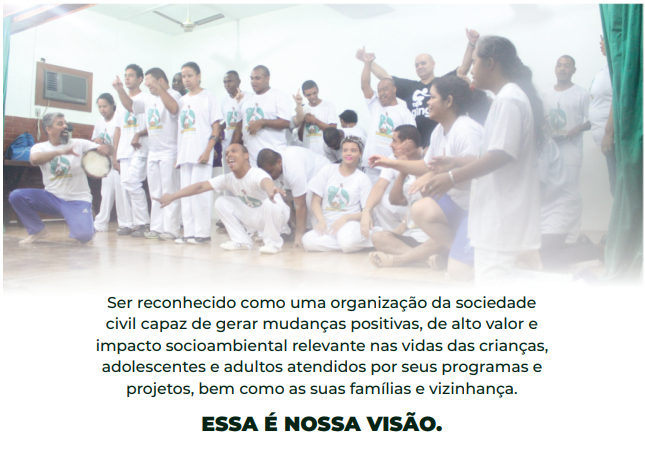 Ser reconhecido como uma organização da sociedade
civil capaz de gerar mudanças positivas, de alto valor e
impacto socioambiental relevante nas vidas das crianças,
adolescentes e adultos atendidos por seus programas e
projetos, bem como as suas famílias e vizinhança.
ESSA É NOSSA VISÃO.